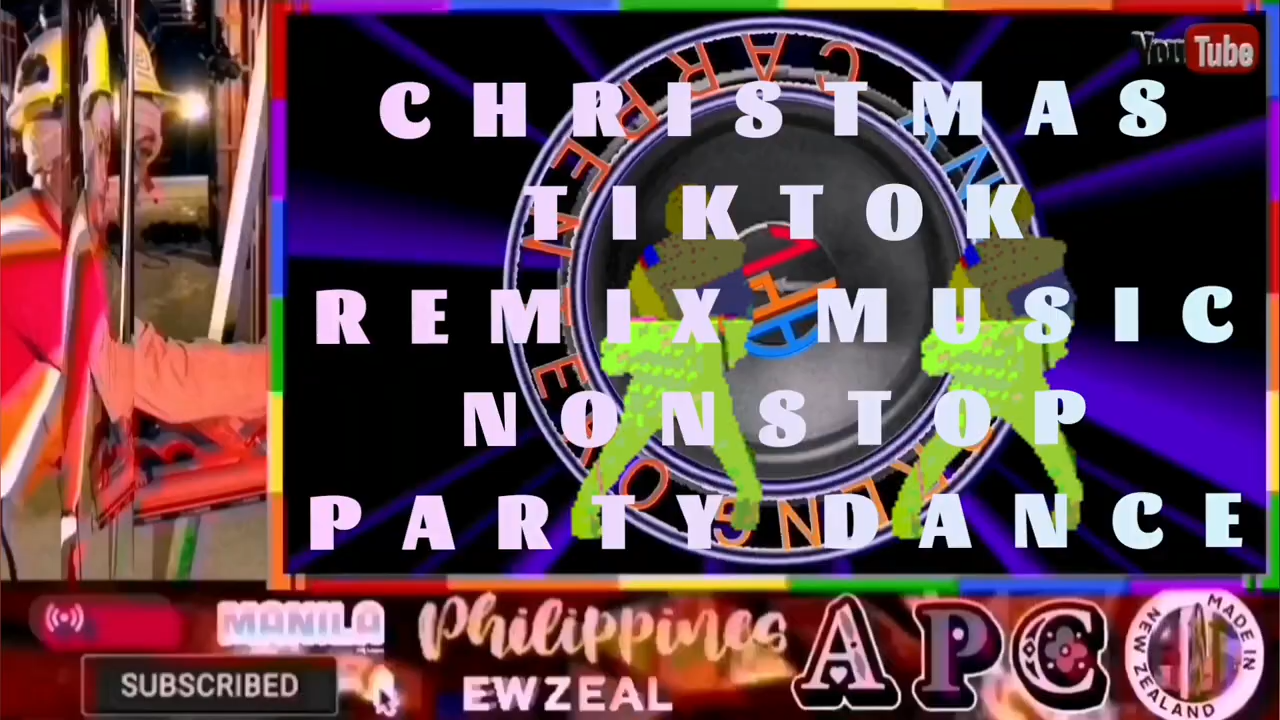 YouTube
CHRISTMAS
TIKTOK
REMIX MUSIC
NONSTOP
PARTY DANCE
MANILA
Philippines
SUBSCRIBED
EWZEAL
APC
MADE IN
NEW ZEALAND